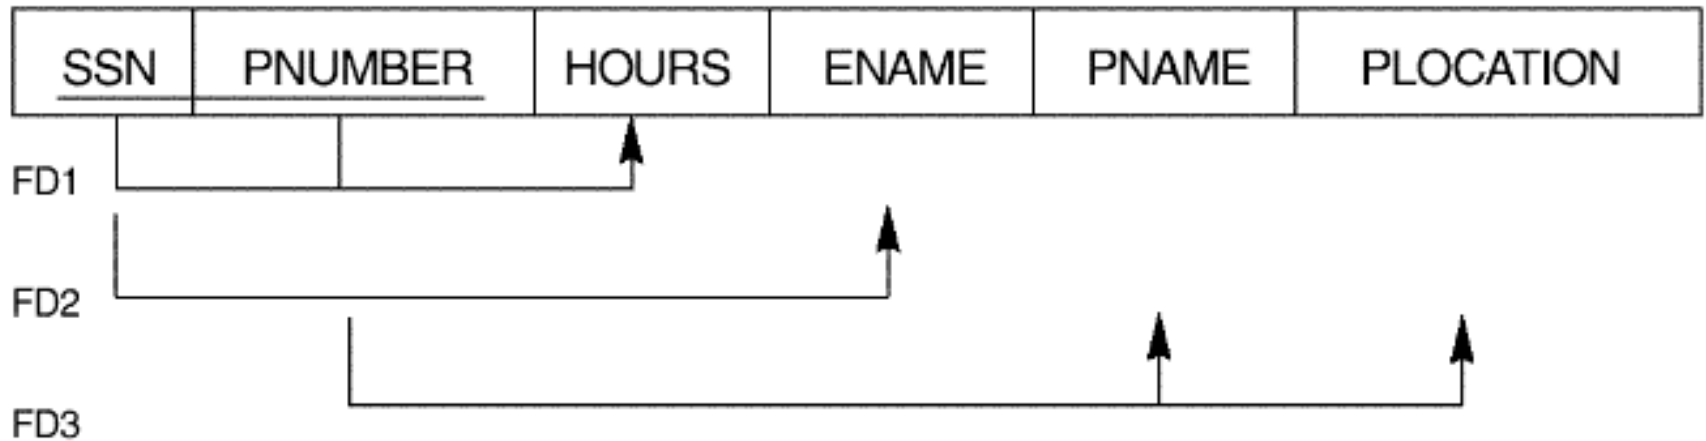 SSN PNUMBER HOURS ENAME PNAME PLOCATION
FD1
FD2
FD3